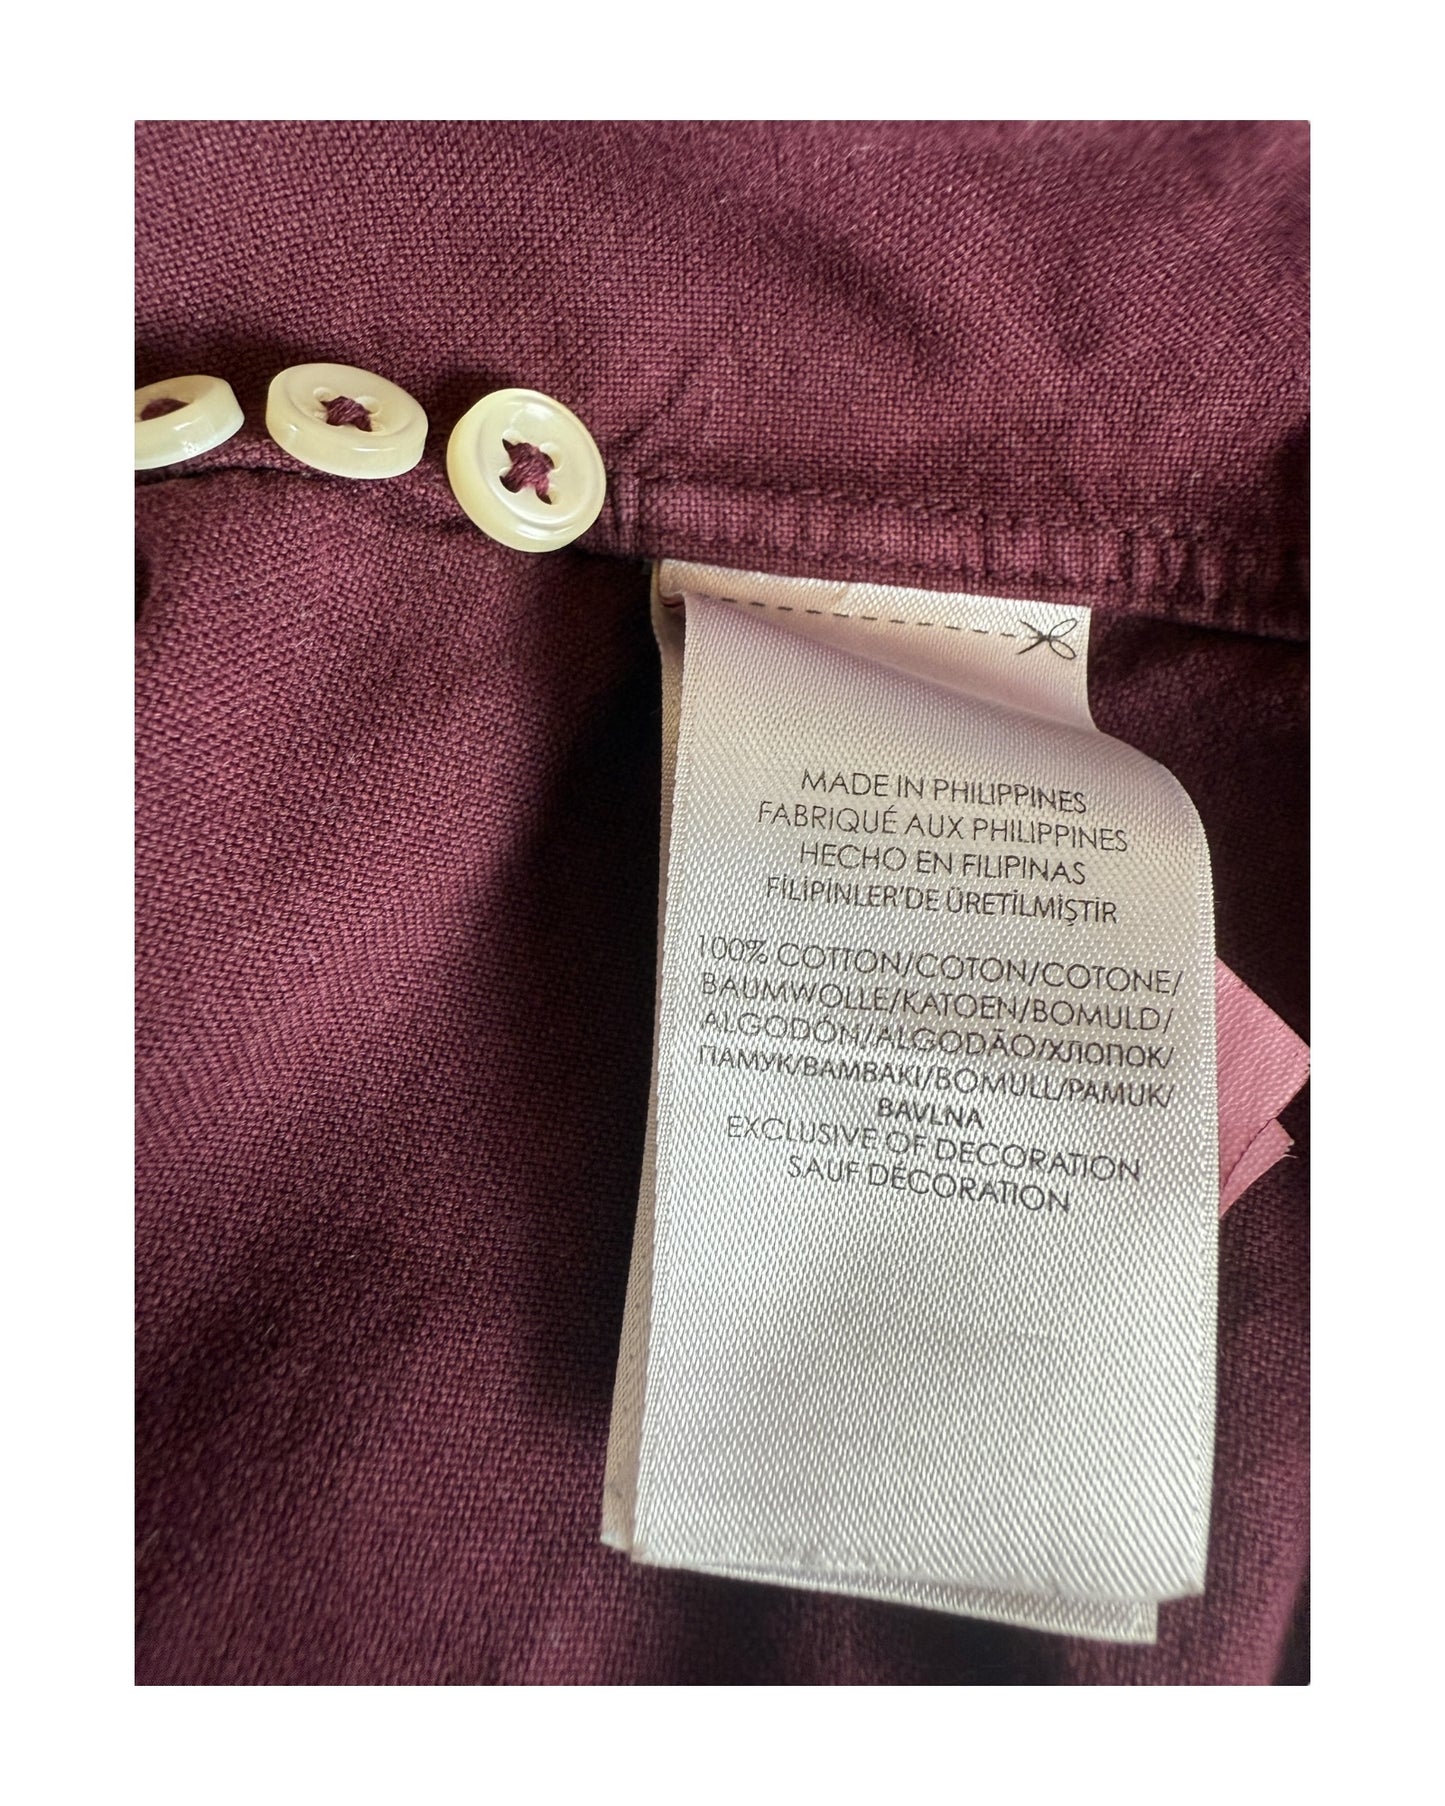 MADE IN PHILIPPINES
FABRIQUÉ AUX PHILIPPINES
HECHO EN FILIPINAS
FİLİPİNLER'DE ÜRETİLMİŞTİR
100% COTTON/COTON/COTONE/
BAUMWOLLE/KATOEN/BOMULD/
ALGODÓN/ALGODÃO/ХЛОПОК/
ПАМУК/BAMBAKI/BOMULL/PAMUK/
BAVLNA
EXCLUSIVE OF DECORATION
SAUF DÉCORATION